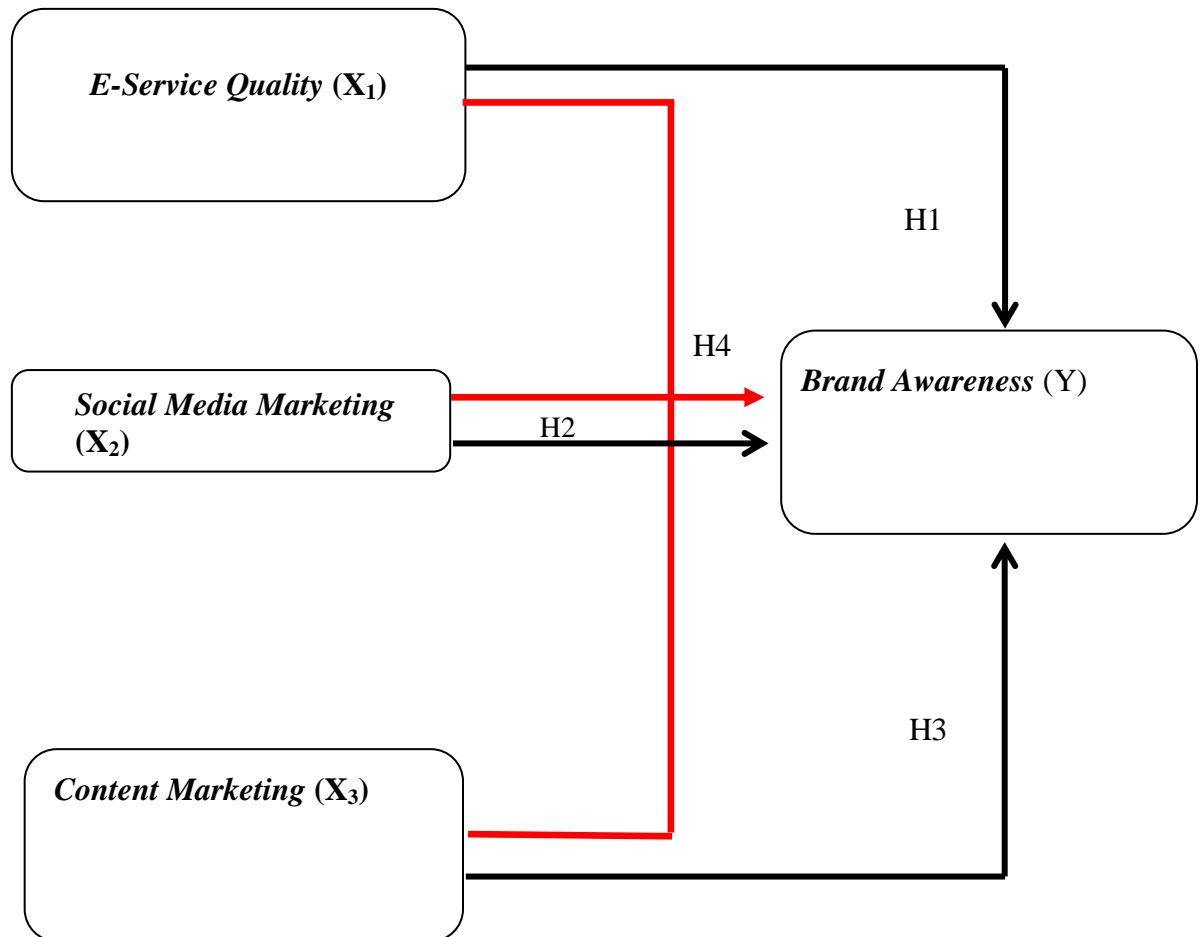 E-Service Quality (X₁)
H1
H4
Brand Awareness (Y)
Social Media Marketing
(X₂)
H2
H3
Content Marketing (X₃)